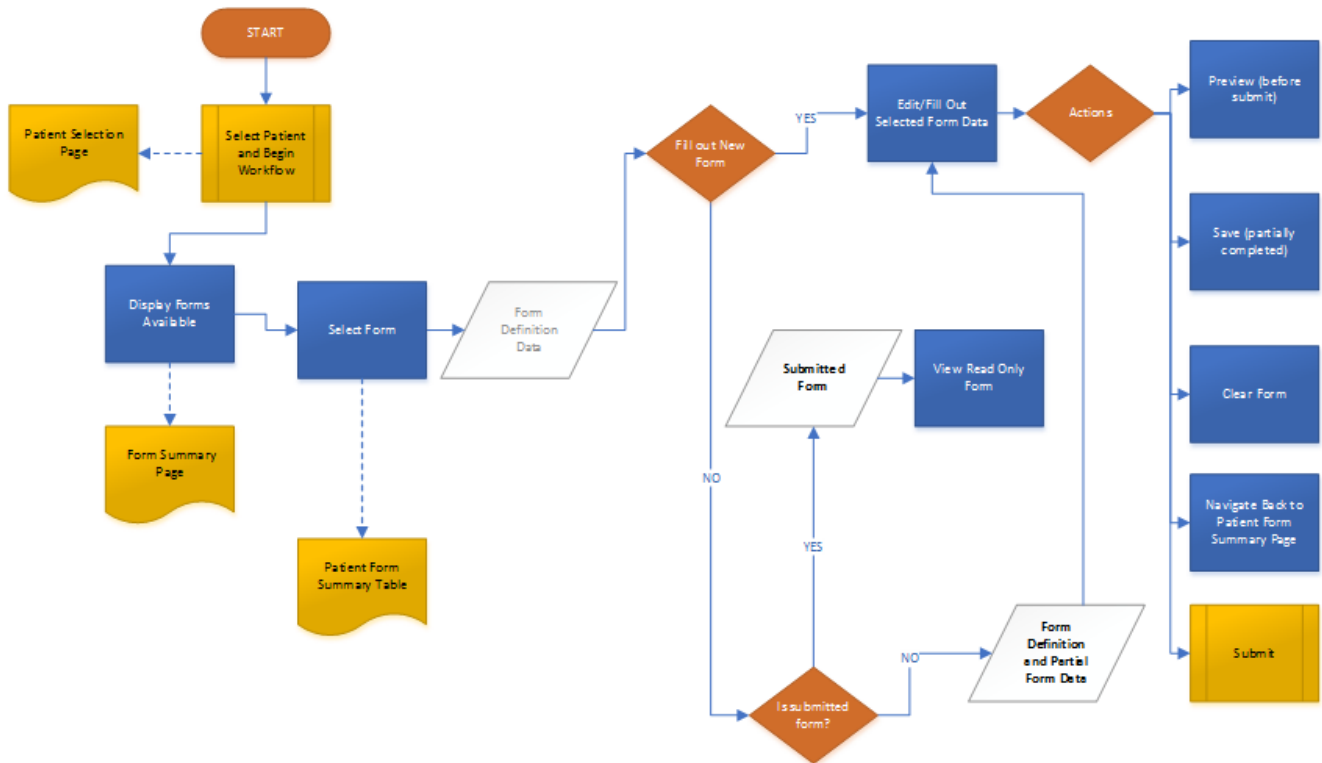 START
Patient Selection
Page
Select Patient
and Begin
Workflow
Display Forms
Available
Select Form
Form
Definition
Data
Form Summary
Page
Patient Form
Summary Table
Fill out New
Form
YES
NO
Edit/Fill Out
Selected Form Data
Actions
Submitted
Form
View Read Only
Form
YES
Is submitted
form?
NO
Form
Definition
and Partial
Form Data
Preview (before
submit)
Save (partially
completed)
Clear Form
Navigate Back to
Patient Form
Summary Page
Submit